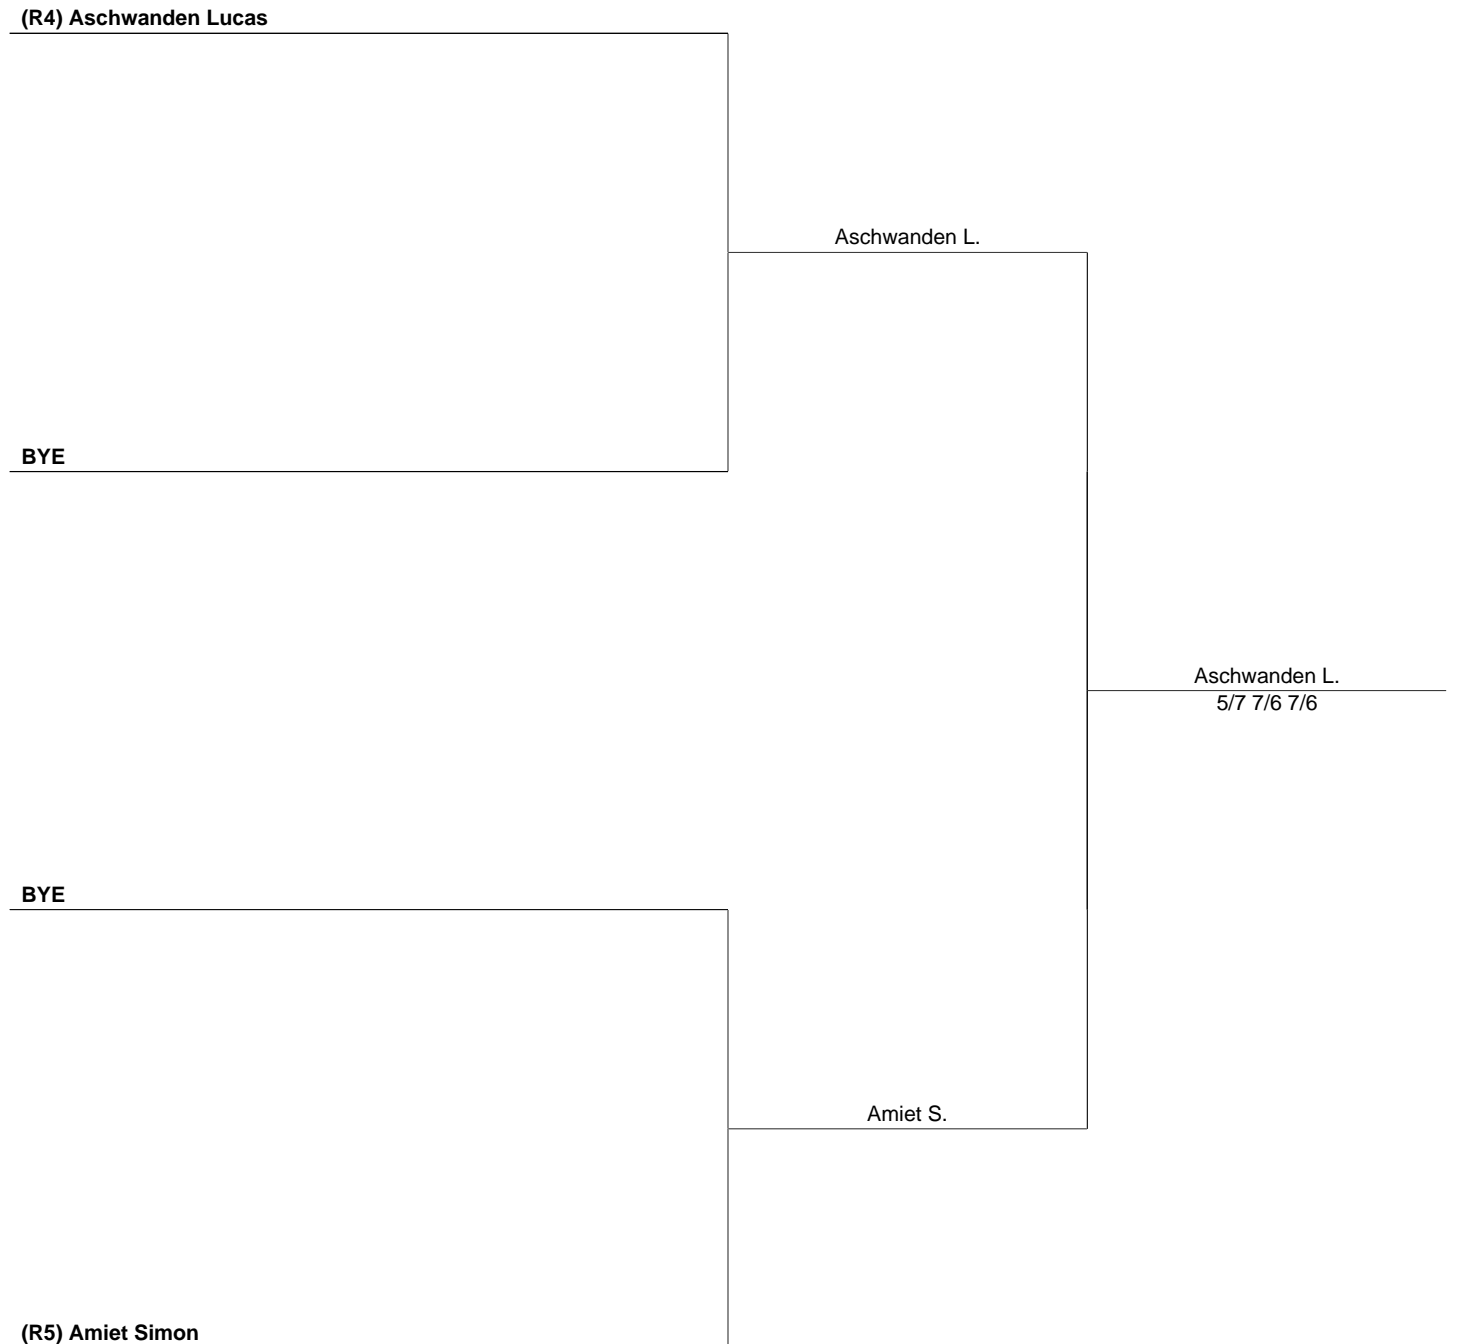 (R4) Aschwanden Lucas
Aschwanden L.
BYE
Aschwanden L.
5/7 7/6 7/6
BYE
Amiet S.
(R5) Amiet Simon